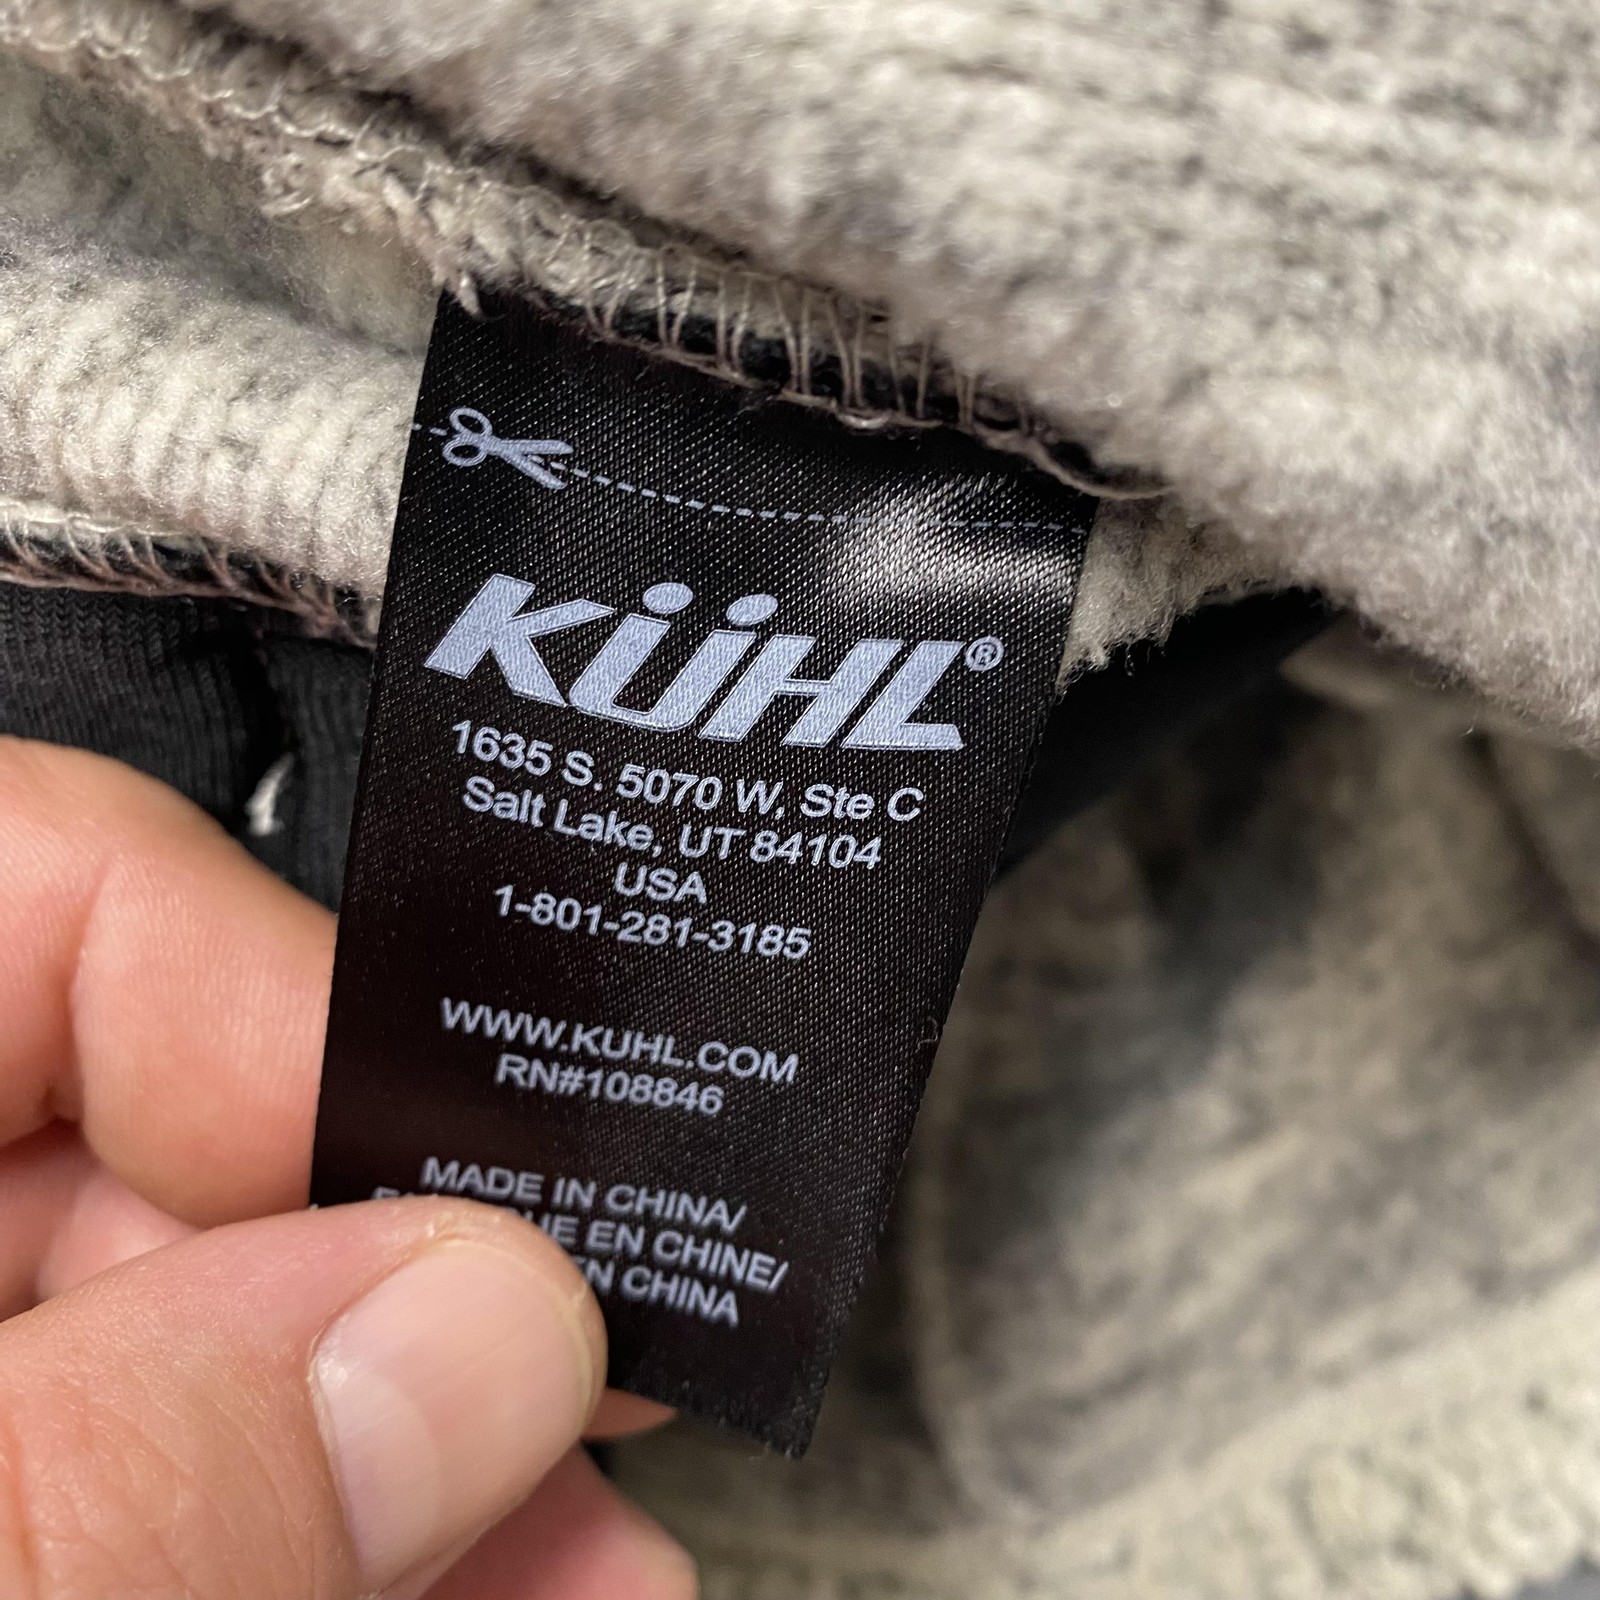 KÜHL®
1635 S. 5070 W, Ste C
Salt Lake, UT 84104
USA
1-801-281-3185
WWW.KUHL.COM
RN#108846
MADE IN CHINA/
EN CHINE/
EN CHINA